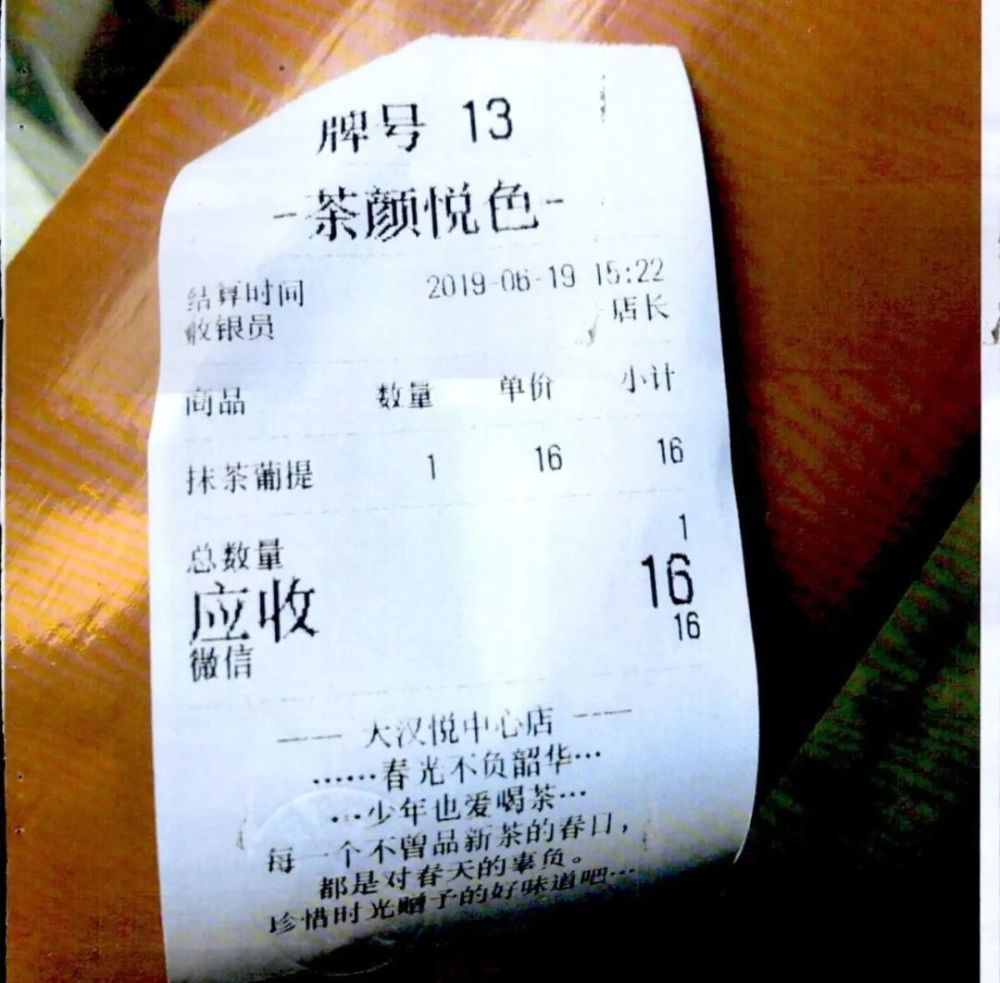 牌号 13
-茶颜悦色-
结算时间 2019-06-19 15:22
收银员 店长
商品 数量 单价 小计
抹茶葡提 1 16 16
总数量 1
应收 16
微信 16
—— 大汉悦中心店 ——
……春光不负韶华…
…少年也爱喝茶…
每一个不曾品新茶的春日，
都是对春天的辜负。
珍惜时光赠予的好味道吧…